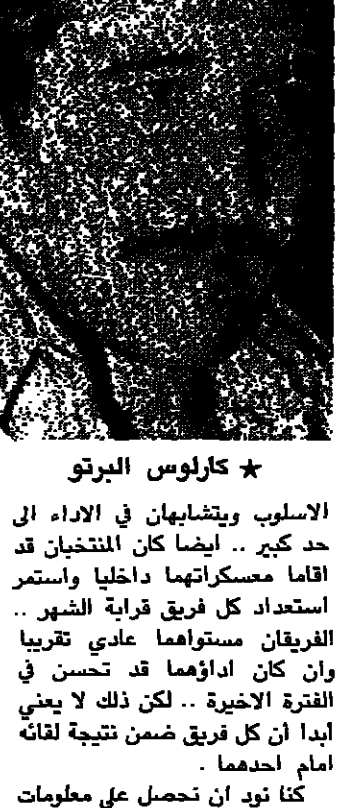 ★ كارلوس البرتو
الاسلوب ويتشابهان في الاداء الى
حد كبير .. ايضا كان المنتخبان قد
اقاما معسكراتهما داخليا واستمر
استعداد كل فريق قرابة الشهر ..
الفريقان مستواهما عادي تقريبا
وان كان اداؤهما قد تحسن في
الفترة الاخيرة .. لكن ذلك لا يعني
أبدا أن كل فريق ضمن نتيجة لقائه
امام احدهما .
كنا نود ان نحصل على معلومات